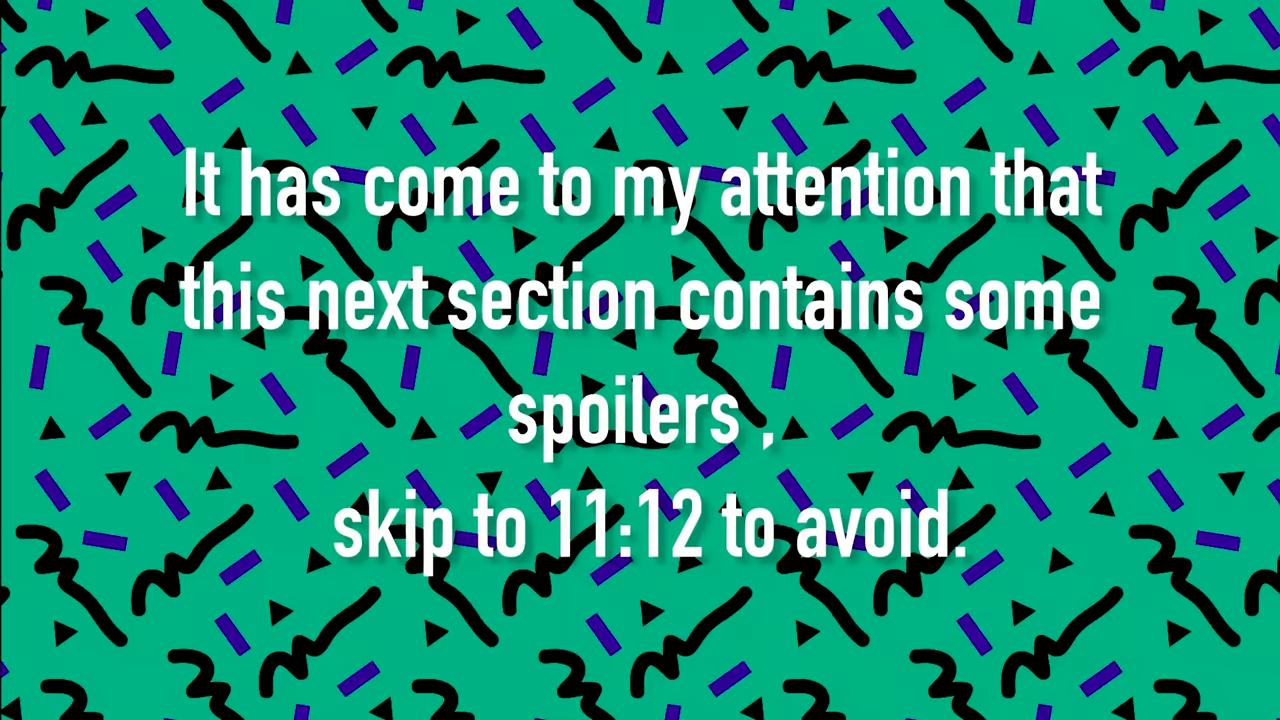 It has come to my attention that
this next section contains some
spoilers ,
skip to 11:12 to avoid.